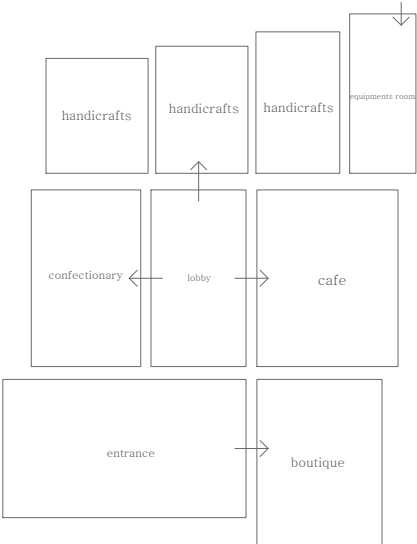 equipments room
handicrafts
handicrafts
handicrafts
confectionary
lobby
cafe
entrance
boutique